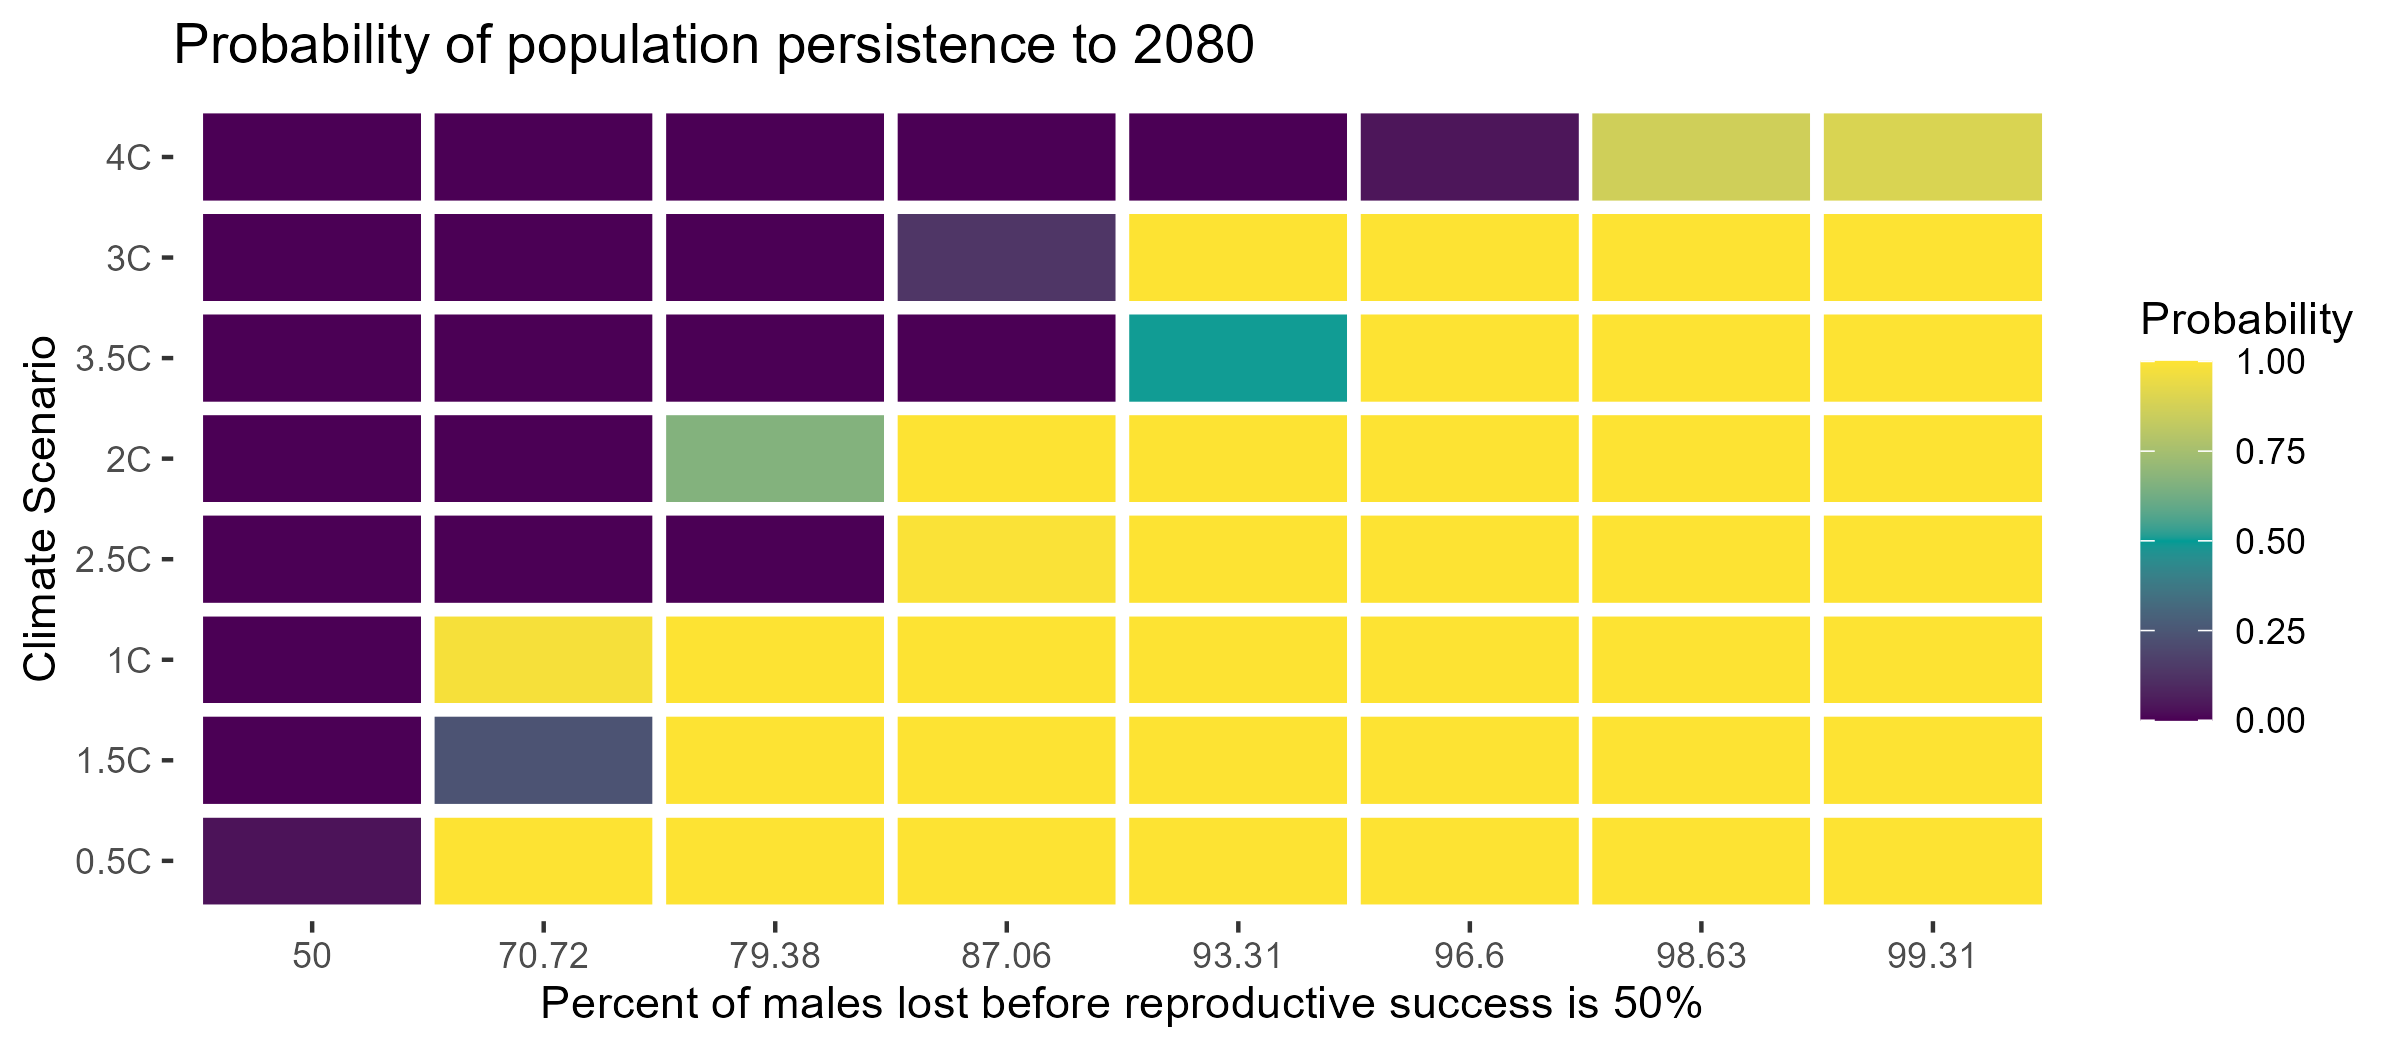 Probability of population persistence to 2080
Climate Scenario
4C
3C
3.5C
2C
2.5C
1C
1.5C
0.5C
50 70.72 79.38 87.06 93.31 96.6 98.63 99.31
Percent of males lost before reproductive success is 50%
Probability
1.00
0.75
0.50
0.25
0.00